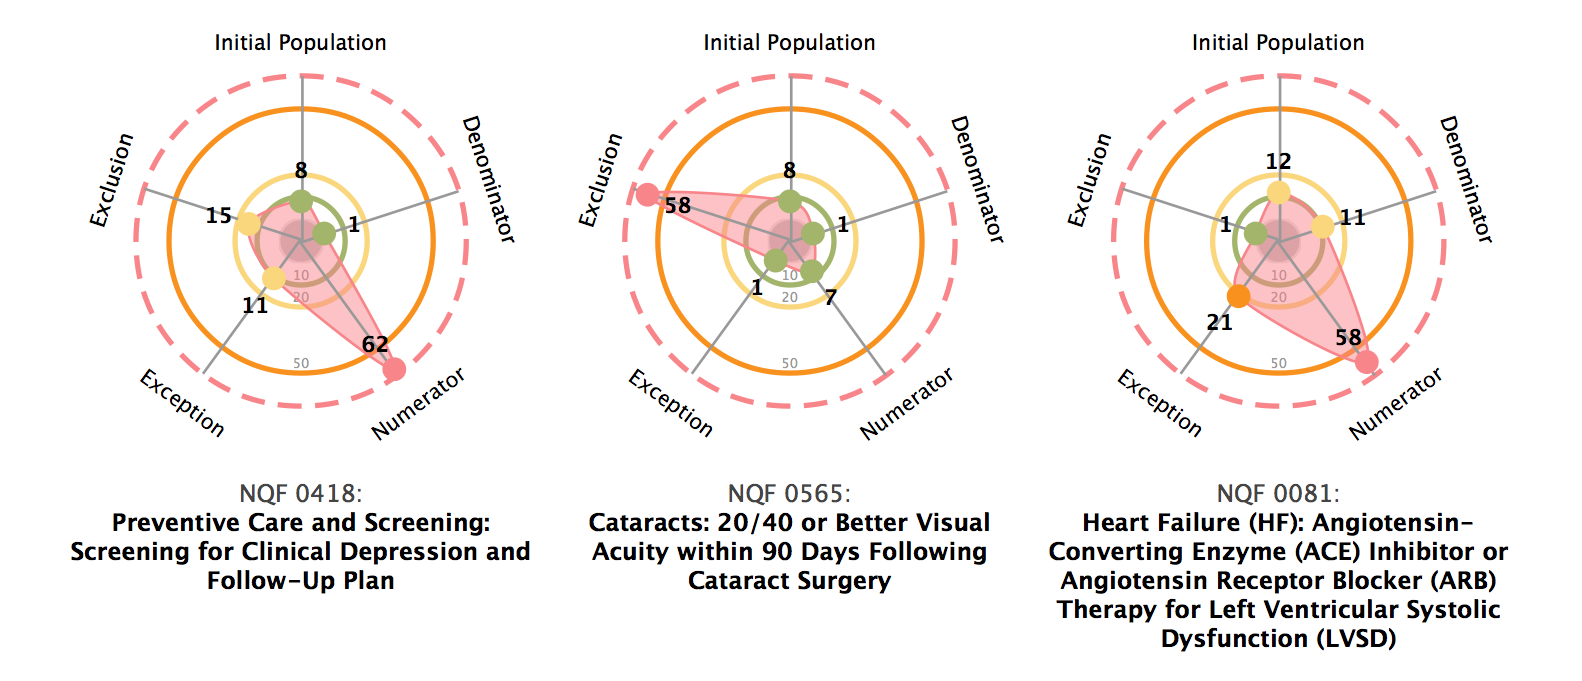 Initial Population
Denominator
Exclusion
8
15
1
10
20
11
62
50
Exception
Numerator
NQF 0418:
Preventive Care and Screening:
Screening for Clinical Depression and
Follow-Up Plan
Initial Population
Denominator
Exclusion
8
58
1
10
1
20
7
50
Exception
Numerator
NQF 0565:
Cataracts: 20/40 or Better Visual
Acuity within 90 Days Following
Cataract Surgery
Initial Population
Denominator
Exclusion
12
1
11
10
20
21
58
50
Exception
Numerator
NQF 0081:
Heart Failure (HF): Angiotensin-
Converting Enzyme (ACE) Inhibitor or
Angiotensin Receptor Blocker (ARB)
Therapy for Left Ventricular Systolic
Dysfunction (LVSD)